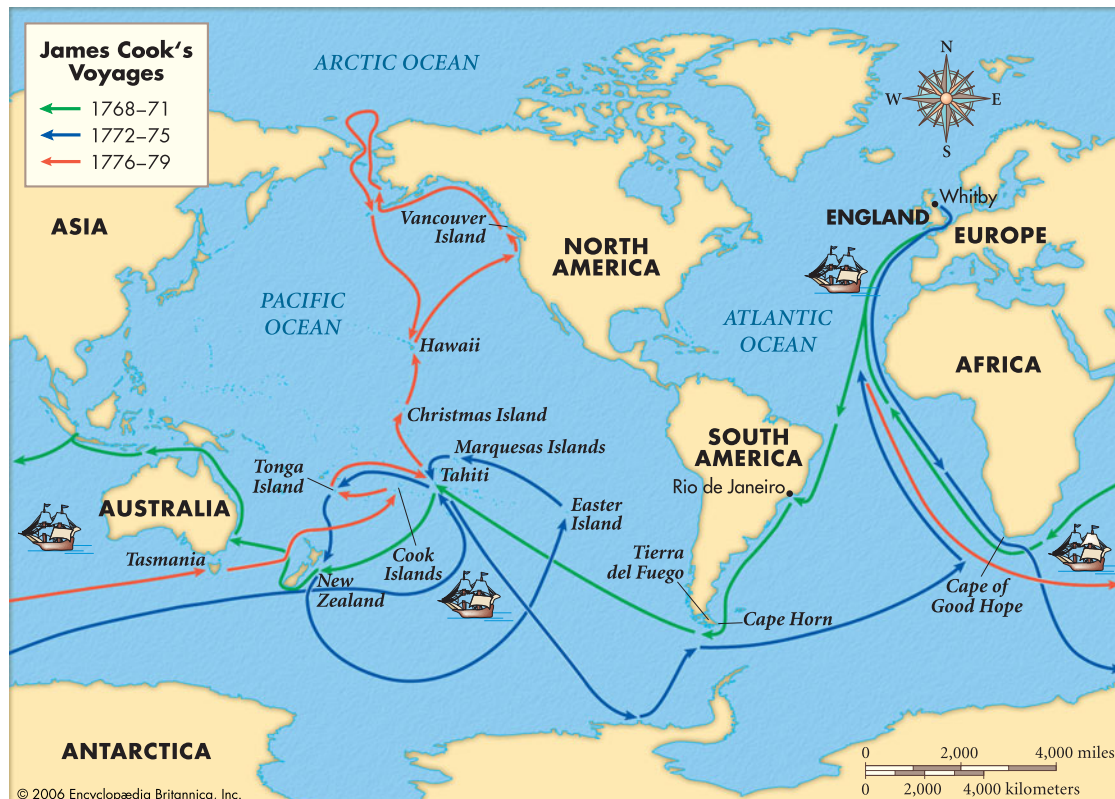 James Cook‘s
Voyages
1768–71
1772–75
1776–79
ARCTIC OCEAN
N
W
E
S
Whitby
ENGLAND
EUROPE
ASIA
Vancouver
Island
NORTH
AMERICA
PACIFIC
OCEAN
ATLANTIC
OCEAN
Hawaii
AFRICA
Christmas Island
Marquesas Islands
SOUTH
AMERICA
Tonga
Island
Tahiti
Rio de Janeiro
AUSTRALIA
Easter
Island
Tasmania
Cook
Islands
Tierra
del Fuego
New
Zealand
Cape of
Good Hope
Cape Horn
ANTARCTICA
0 2,000 4,000 miles
0 2,000 4,000 kilometers
© 2006 Encyclopædia Britannica, Inc.